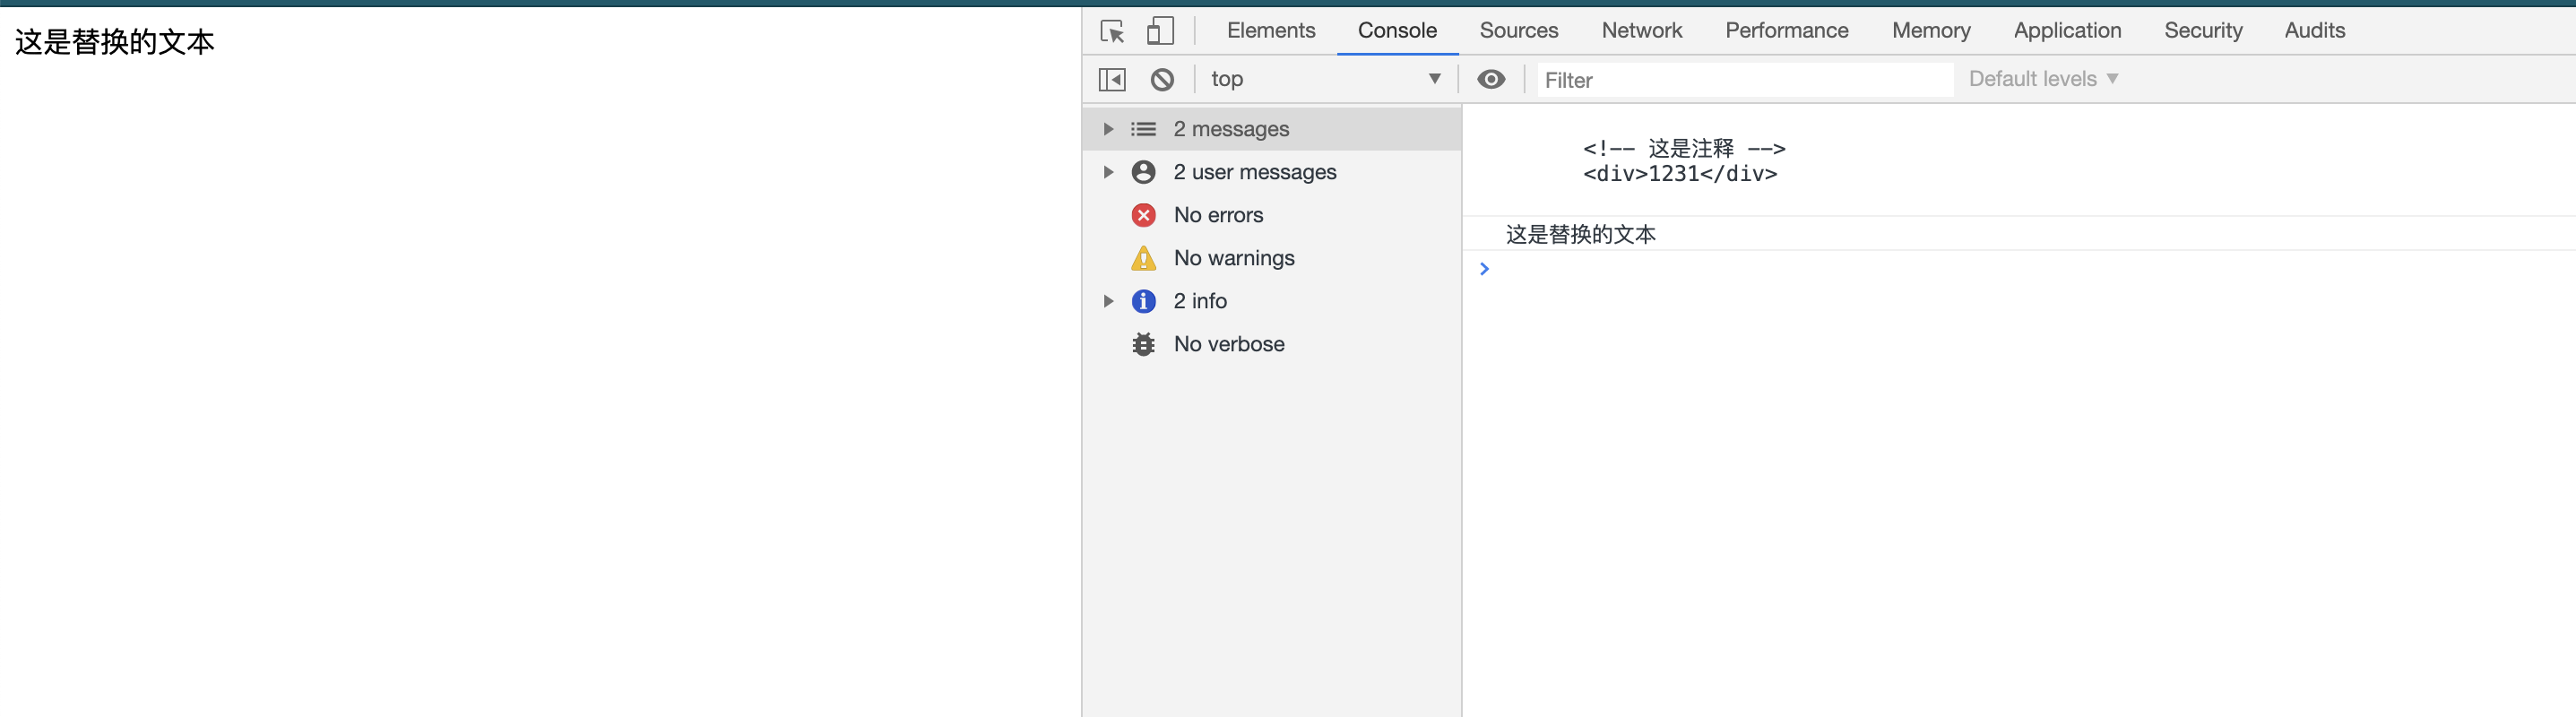 这是替换的文本
Elements Console Sources Network Performance Memory Application Security Audits
top Filter Default levels
2 messages
2 user messages
No errors
No warnings
2 info
No verbose
<!-- 这是注释 -->
<div>1231</div>
这是替换的文本